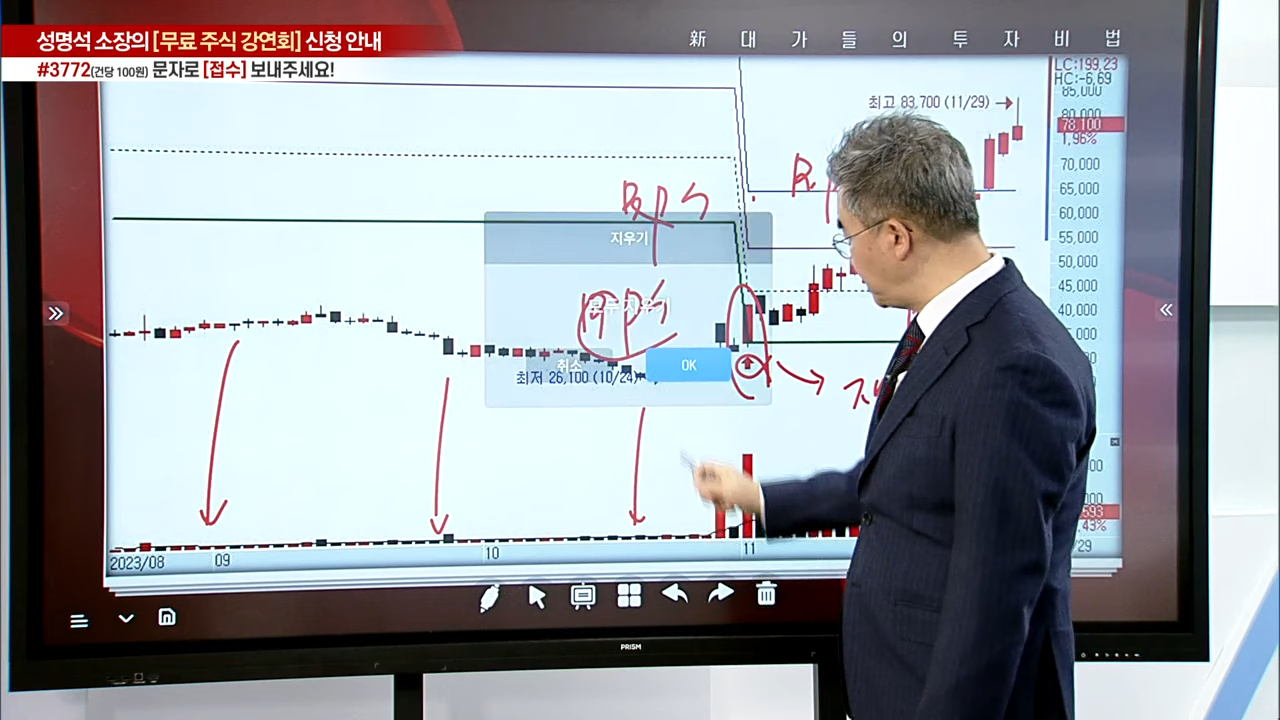 성명석 소장의 [무료 주식 강연회] 신청 안내
#3772(건당 100원) 문자로 [접수] 보내주세요!
新 대 가 들 의 투 자 비 법
LC:199,23
HC:-6,69
85,000
최고 83,700 (11/29)
80,000
78,100
1,96%
70,000
65,000
60,000
55,000
50,000
45,000
40,000
지우기
모두 지우기
취소
OK
최저 26,100 (10/24)
2023/08
09
10
11
PRISM